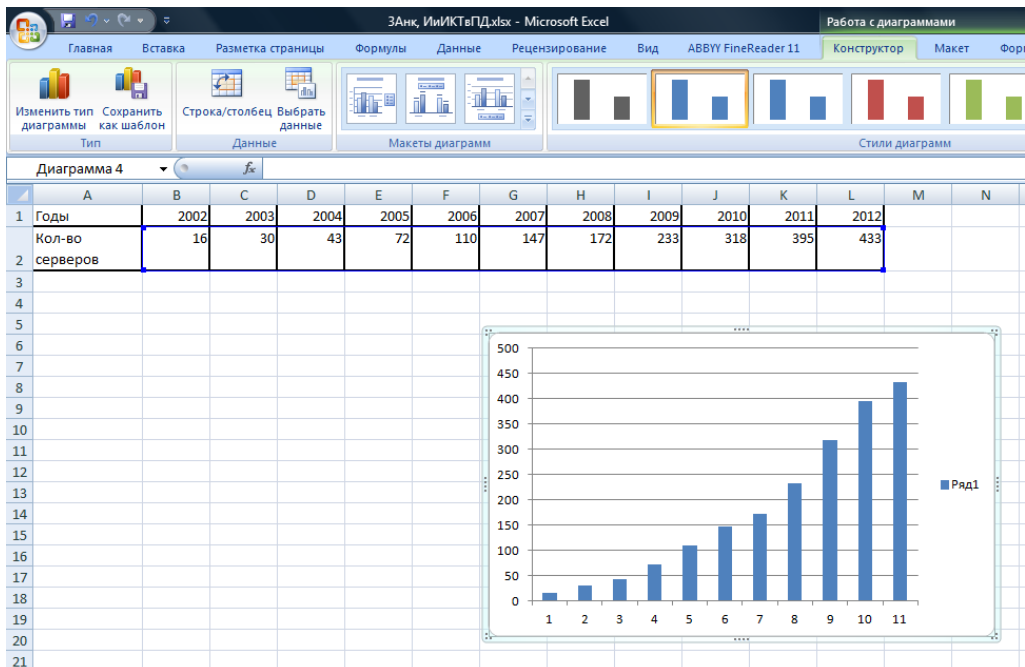 3Анк, ИиИКТвПД.xlsx - Microsoft Excel
Работа с диаграммами
Главная Вставка Разметка страницы Формулы Данные Рецензирование Вид ABBYY FineReader 11 Конструктор Макет Фор
Изменить тип диаграммы
Сохранить как шаблон
Строка/столбец
Выбрать данные
Тип Данные Макеты диаграмм Стили диаграмм
Диаграмма 4 fx
A B C D E F G H I J K L M N
1 Годы 2002 2003 2004 2005 2006 2007 2008 2009 2010 2011 2012
Кол-во 16 30 43 72 110 147 172 233 318 395 433
2 серверов
3
4
5
6
7
8
9
10
11
12
13
14
15
16
17
18
19
20
21
500
450
400
350
300
250
200
150
100
50
0
1 2 3 4 5 6 7 8 9 10 11
Ряд1